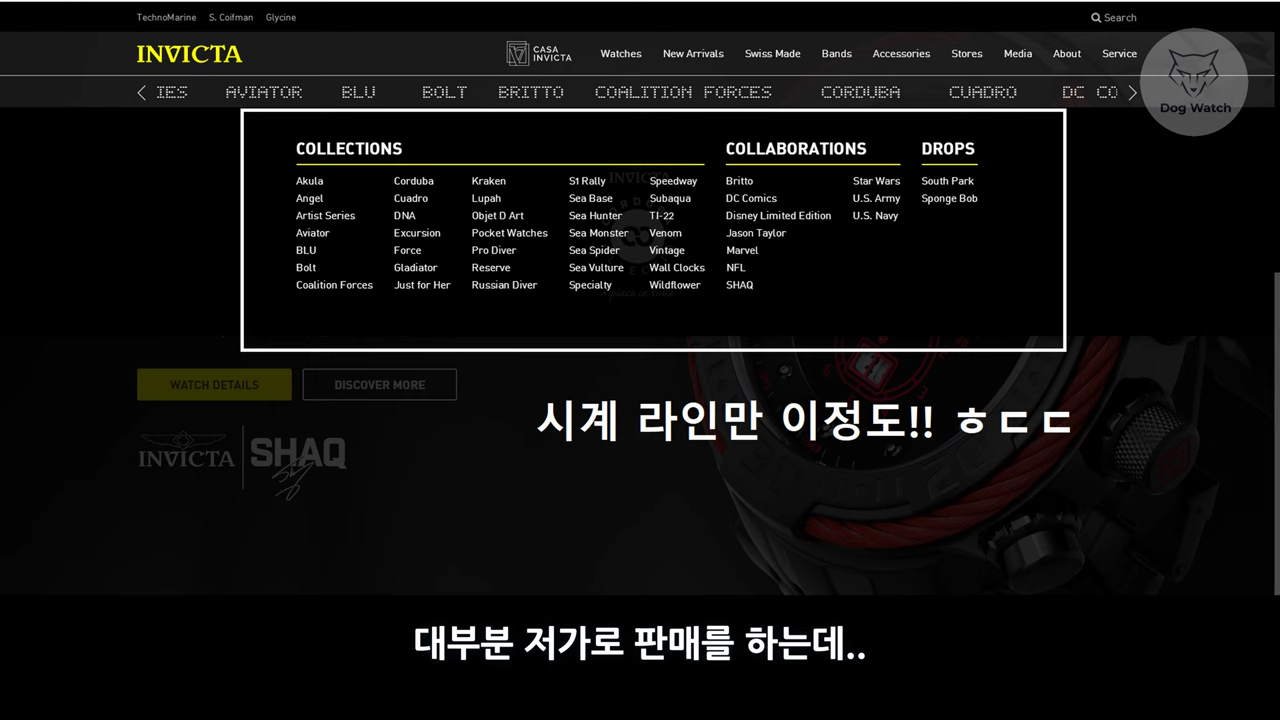 TechnoMarine S. Coifman Glycine Search
INVICTA CASA INVICTA Watches New Arrivals Swiss Made Bands Accessories Stores Media About Service
IES AVIATOR BLU BOLT BRITTO COALITION FORCES CORDUBA CUADRO DC CO
Dog Watch
COLLECTIONS COLLABORATIONS DROPS
Akula Corduba Kraken S1 Rally Speedway Britto Star Wars South Park
Angel Cuadro Lupah Sea Base Subaqua DC Comics U.S. Army Sponge Bob
Artist Series DNA Objet D Art Sea Hunter TI-22 Disney Limited Edition U.S. Navy
Aviator Excursion Pocket Watches Sea Monster Venom Jason Taylor
BLU Force Pro Diver Sea Spider Vintage Marvel
Bolt Gladiator Reserve Sea Vulture Wall Clocks NFL
Coalition Forces Just for Her Russian Diver Specialty Wildflower SHAQ
WATCH DETAILS DISCOVER MORE
시계 라인만 이정도!! ㅎㄷㄷ
INVICTA SHAQ
대부분 저가로 판매를 하는데..